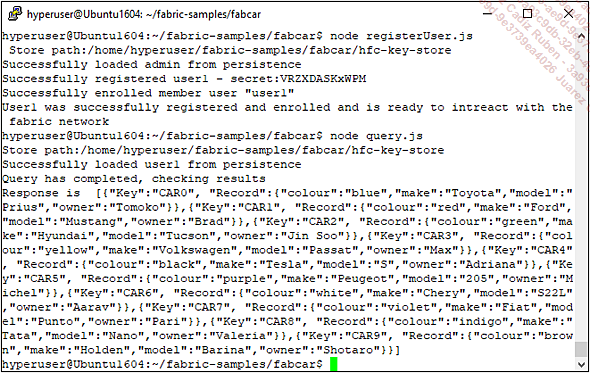 hyperuser@Ubuntu1604: ~/fabric-samples/fabcar
hyperuser@Ubuntu1604:~/fabric-samples/fabcar$ node registerUser.js
Store path:/home/hyperuser/fabric-samples/fabcar/hfc-key-store
Successfully loaded admin from persistence
Successfully registered user1 - secret:VRZXDASKxWPM
Successfully enrolled member user "user1"
User1 was successfully registered and enrolled and is ready to intreact with the
fabric network
hyperuser@Ubuntu1604:~/fabric-samples/fabcar$ node query.js
Store path:/home/hyperuser/fabric-samples/fabcar/hfc-key-store
Successfully loaded user1 from persistence
Query has completed, checking results
Response is  [{"Key":"CAR0", "Record":{"colour":"blue","make":"Toyota","model":"
Prius","owner":"Tomoko"}},{"Key":"CAR1", "Record":{"colour":"red","make":"Ford",
"model":"Mustang","owner":"Brad"}},{"Key":"CAR2", "Record":{"colour":"green","ma
ke":"Hyundai","model":"Tucson","owner":"Jin Soo"}},{"Key":"CAR3", "Record":{"col
our":"yellow","make":"Volkswagen","model":"Passat","owner":"Max"}},{"Key":"CAR4"
, "Record":{"colour":"black","make":"Tesla","model":"S","owner":"Adriana"}},{"Ke
y":"CAR5", "Record":{"colour":"purple","make":"Peugeot","model":"205","owner":"M
ichel"}},{"Key":"CAR6", "Record":{"colour":"white","make":"Chery","model":"S22L"
,"owner":"Aarav"}},{"Key":"CAR7", "Record":{"colour":"violet","make":"Fiat","mod
el":"Punto","owner":"Pari"}},{"Key":"CAR8", "Record":{"colour":"indigo","make":"
Tata","model":"Nano","owner":"Valeria"}},{"Key":"CAR9", "Record":{"colour":"brow
n","make":"Holden","model":"Barina","owner":"Shotaro"}}]
hyperuser@Ubuntu1604:~/fabric-samples/fabcar$